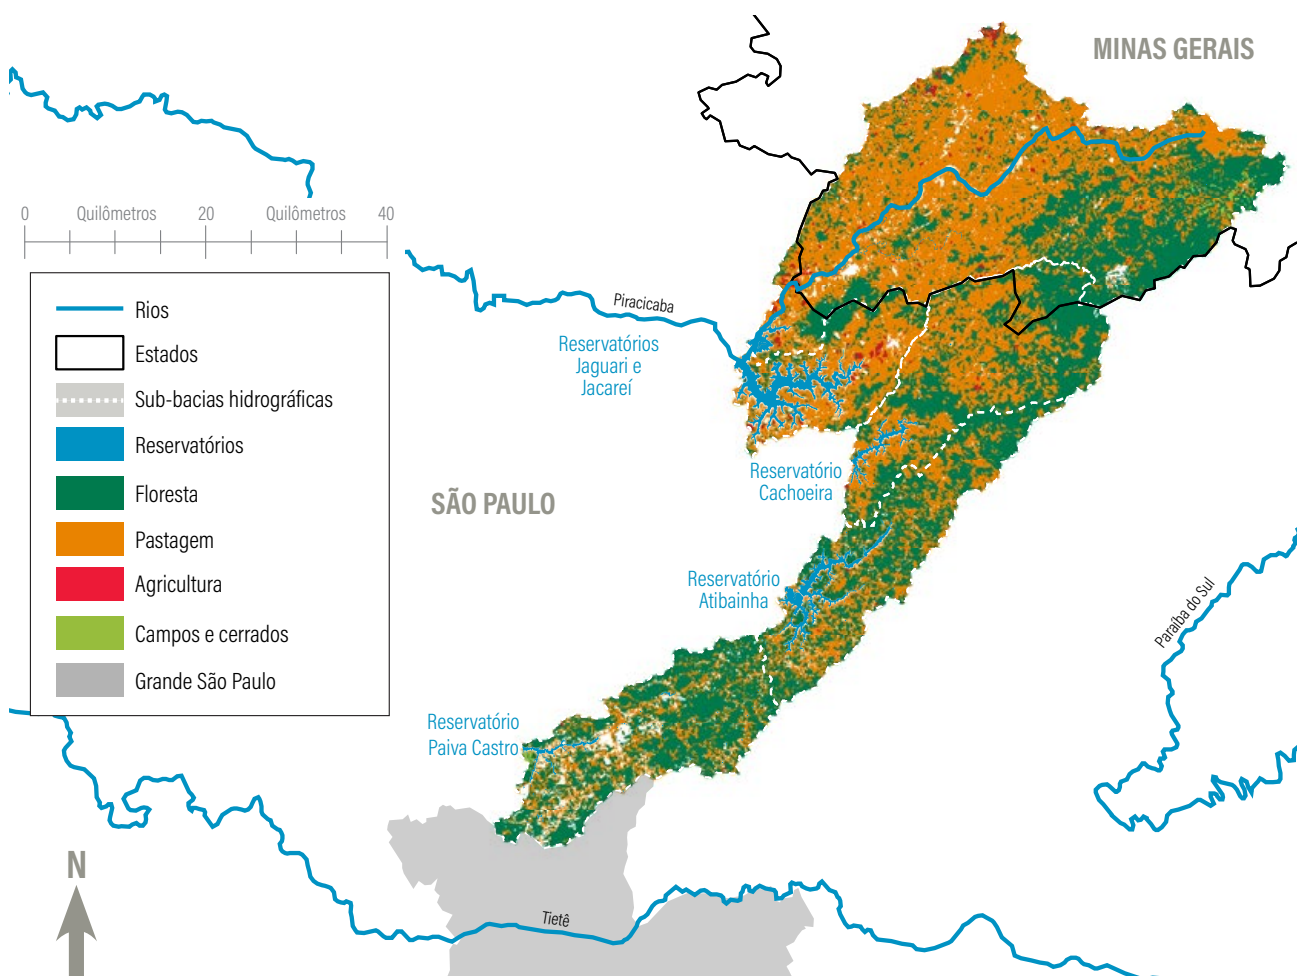 MINAS GERAIS
0 Quilômetros 20 Quilômetros 40
Rios
Estados
Sub-bacias hidrográficas
Reservatórios
Floresta
Pastagem
Agricultura
Campos e cerrados
Grande São Paulo
Piracicaba
Reservatórios
Jaguari e
Jacareí
Reservatório
Cachoeira
SÃO PAULO
Reservatório
Atibainha
Paraíba do Sul
Reservatório
Paiva Castro
N
Tietê